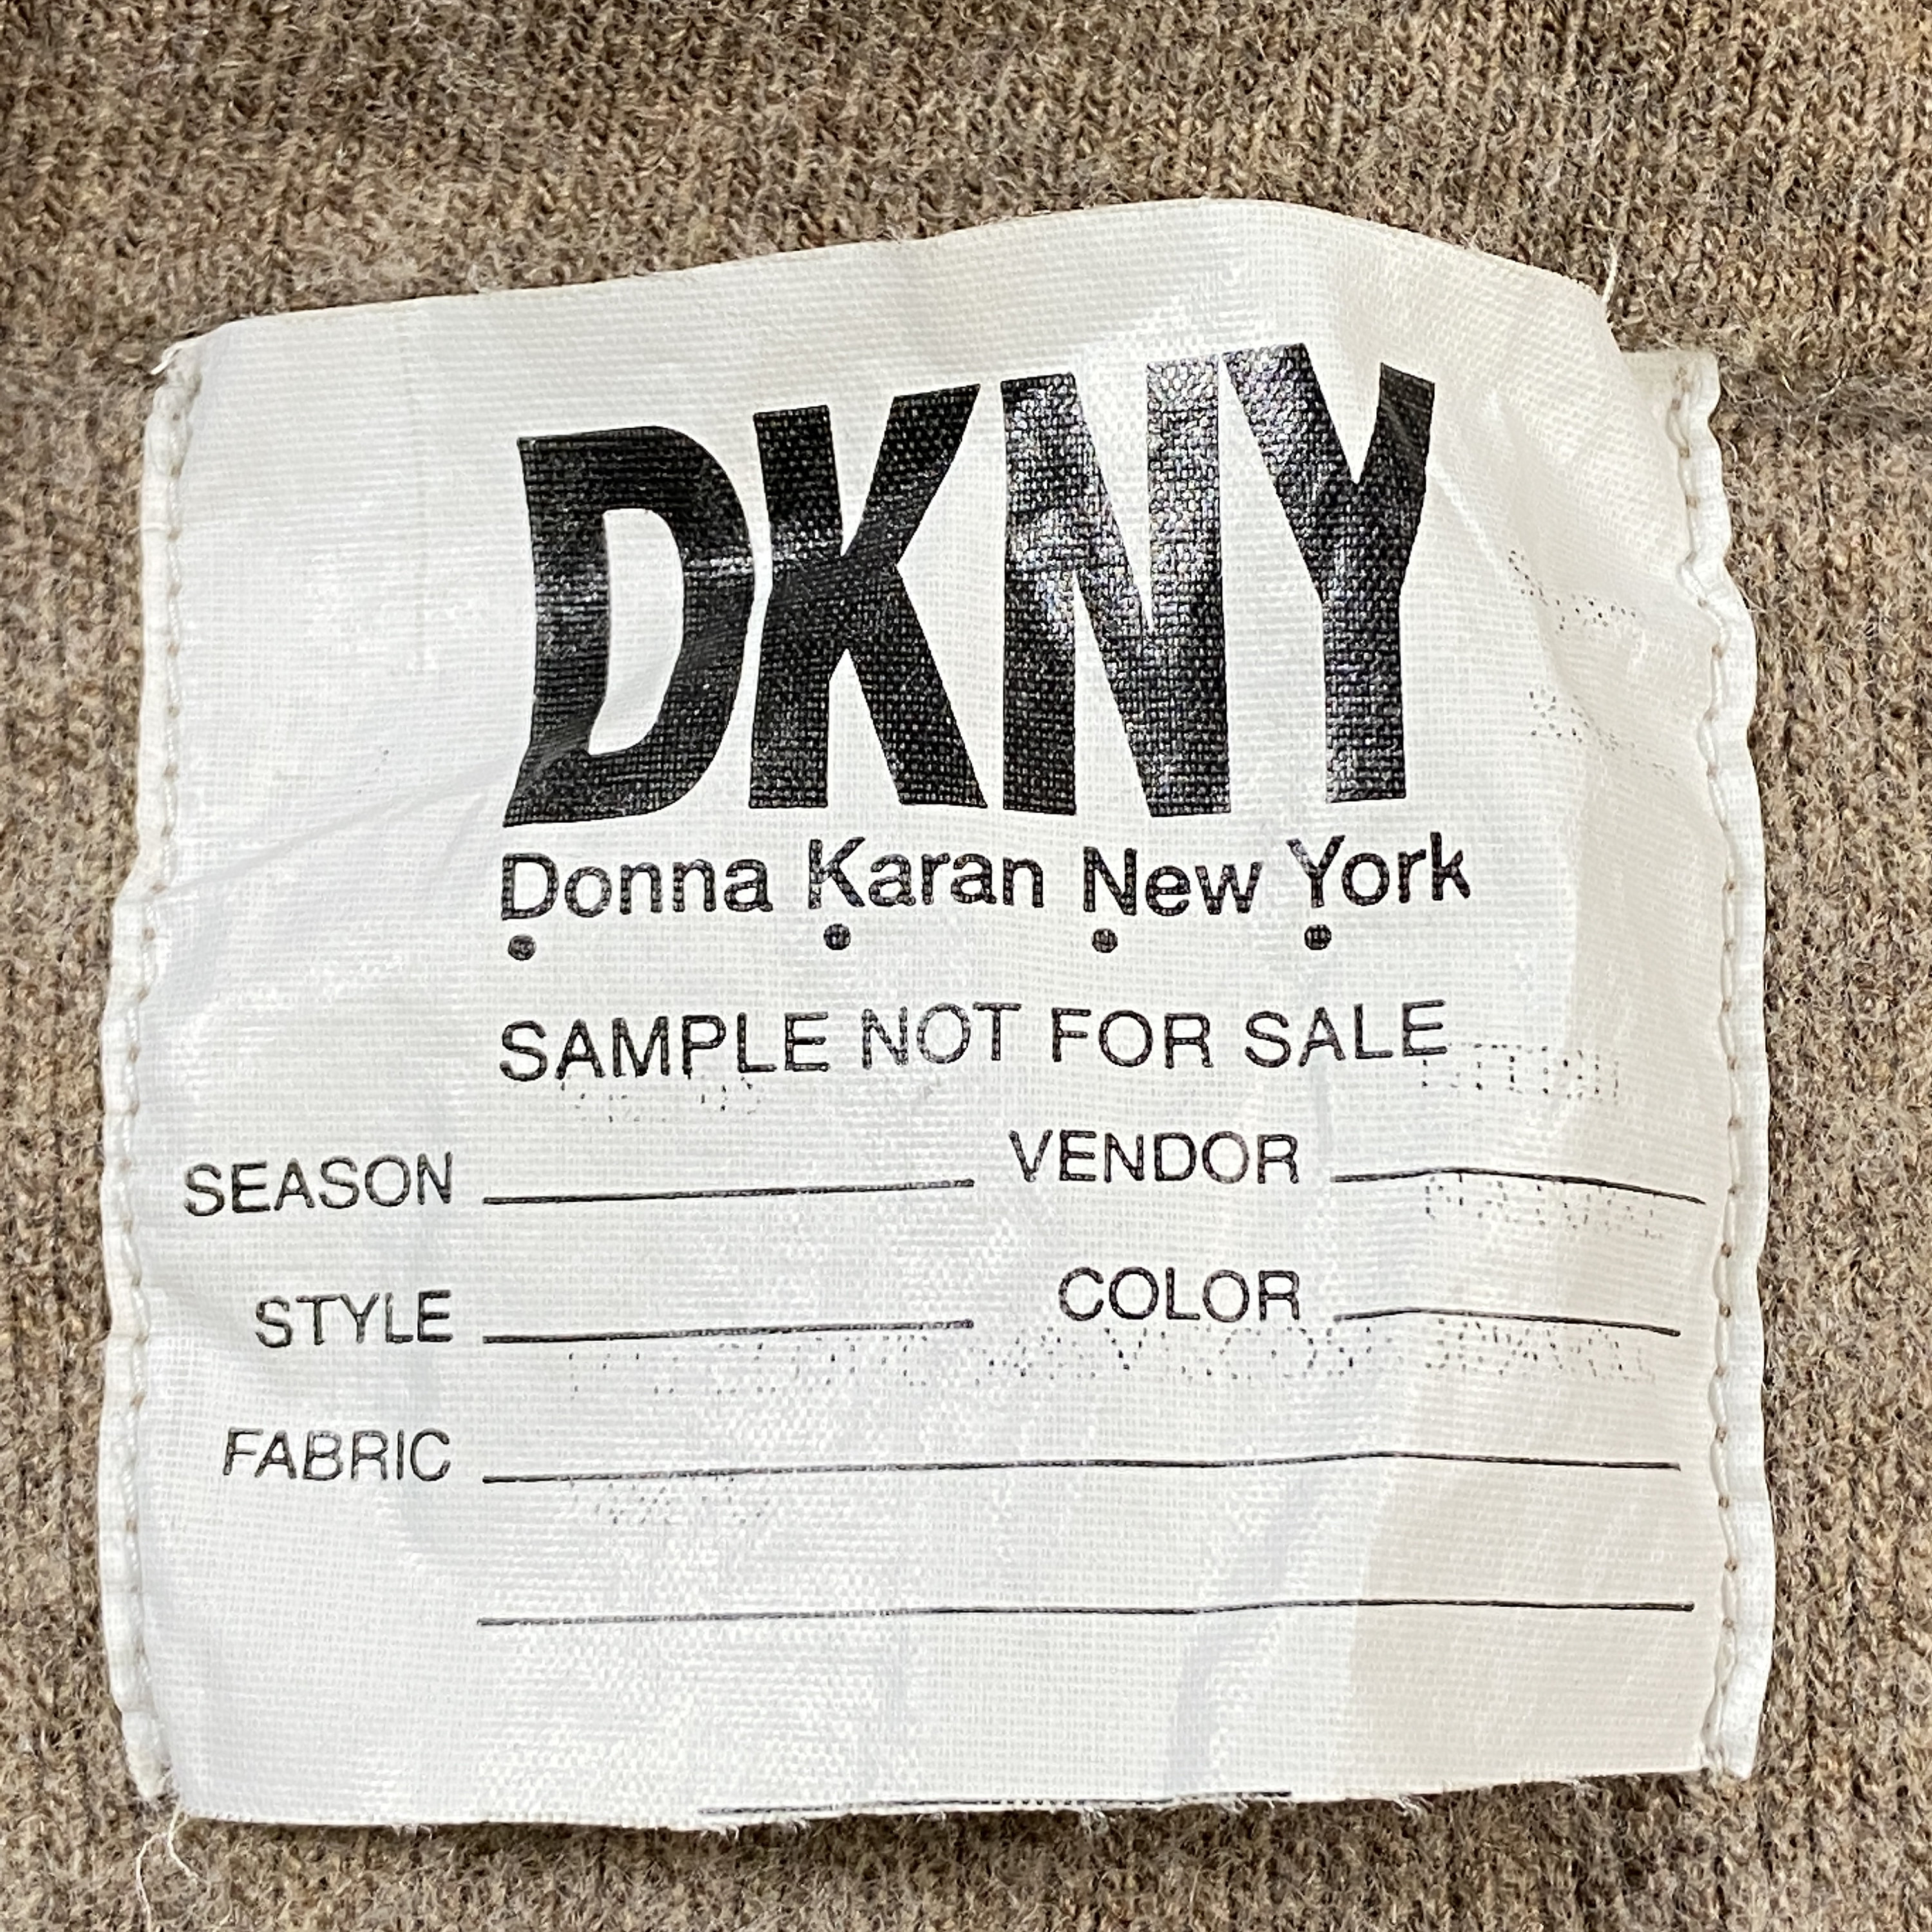 DKNY
Donna Karan New York
SAMPLE NOT FOR SALE
SEASON VENDOR
STYLE COLOR
FABRIC